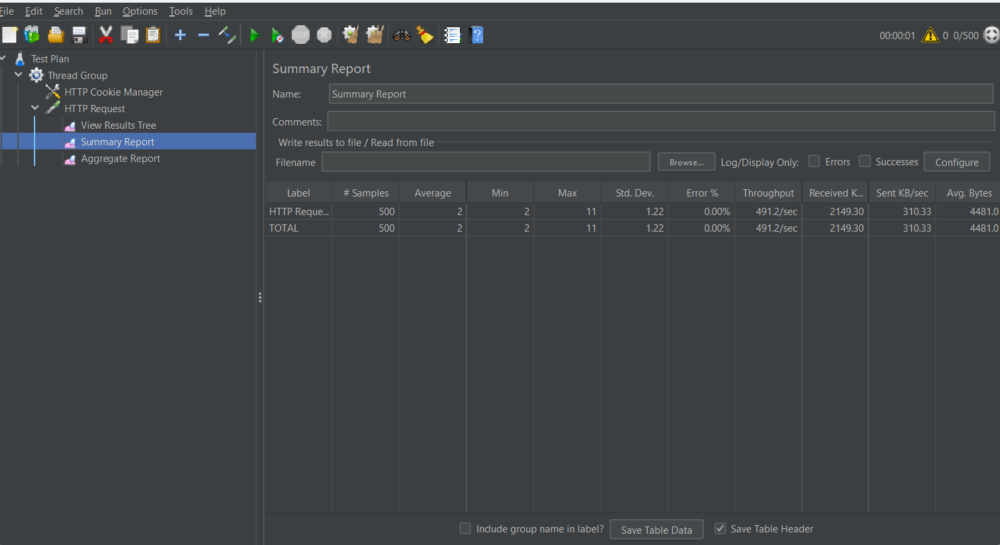 File Edit Search Run Options Tools Help
STOP 00:00:01 0 0/500
Test Plan
Thread Group
HTTP Cookie Manager
HTTP Request
View Results Tree
Summary Report
Aggregate Report
Summary Report
Name: Summary Report
Comments:
Write results to file / Read from file
Filename Browse... Log/Display Only: Errors Successes Configure
Label # Samples Average Min Max Std. Dev. Error % Throughput Received K... Sent KB/sec Avg. Bytes
HTTP Reque... 500 2 2 11 1.22 0.00% 491.2/sec 2149.30 310.33 4481.0
TOTAL 500 2 2 11 1.22 0.00% 491.2/sec 2149.30 310.33 4481.0
Include group name in label? Save Table Data Save Table Header